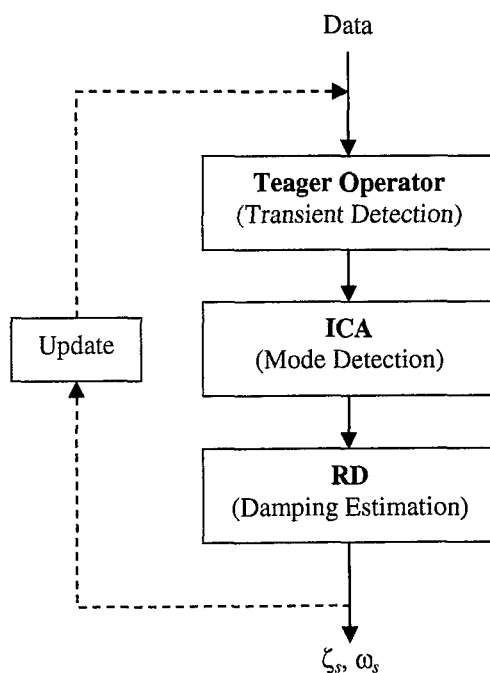 Data
Teager Operator
(Transient Detection)
ICA
(Mode Detection)
Update
RD
(Damping Estimation)
ζs, ωs